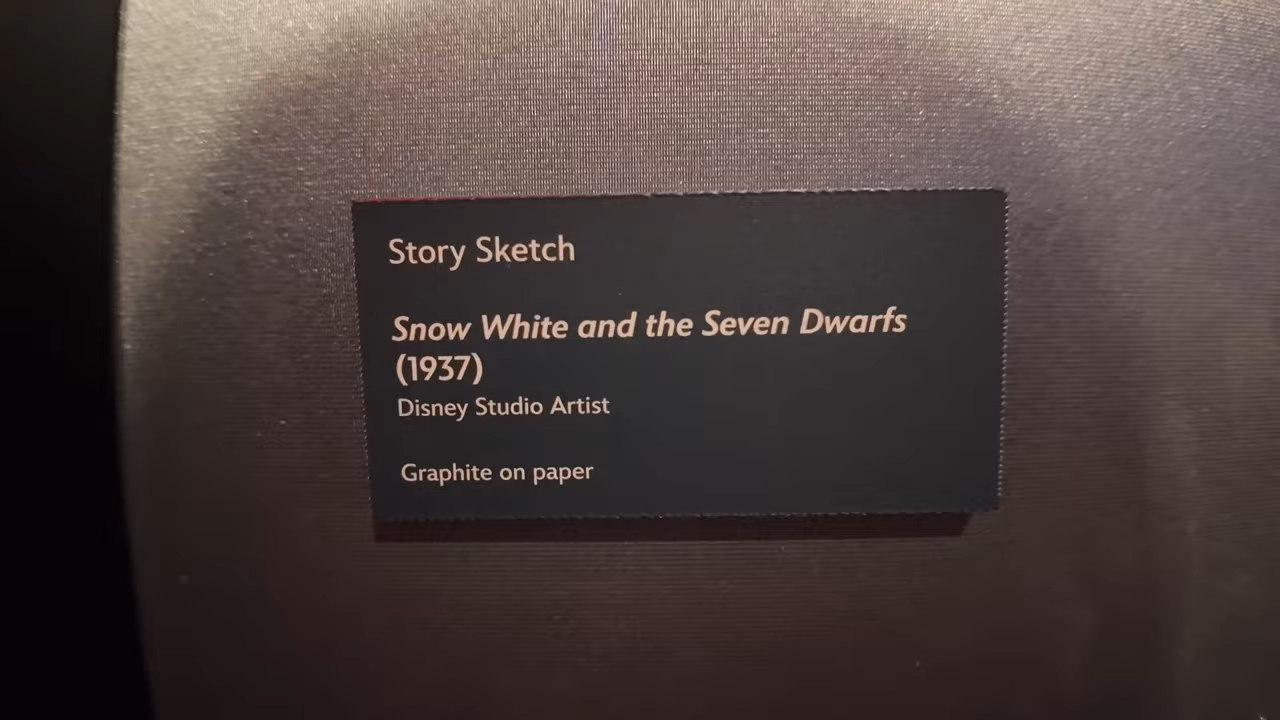 Story Sketch
Snow White and the Seven Dwarfs
(1937)
Disney Studio Artist
Graphite on paper